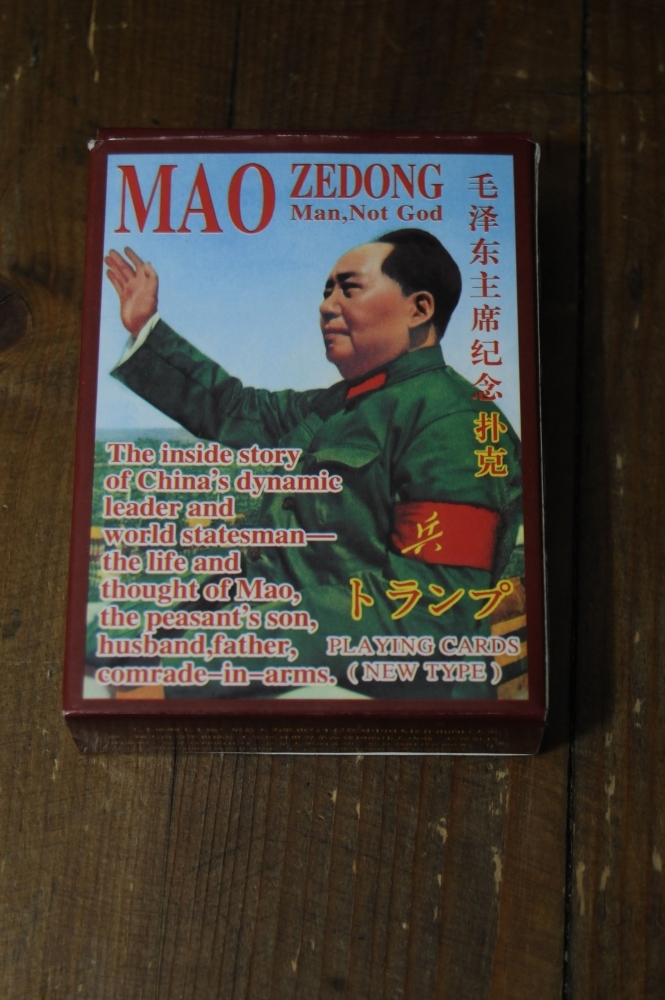 MAO
ZEDONG
Man,Not God
毛泽东主席纪念扑克
The inside story
of China's dynamic
leader and
world statesman—
the life and
thought of Mao,
the peasant's son,
husband,father,
comrade–in–arms.
兵
トランプ
PLAYING CARDS
( NEW TYPE )